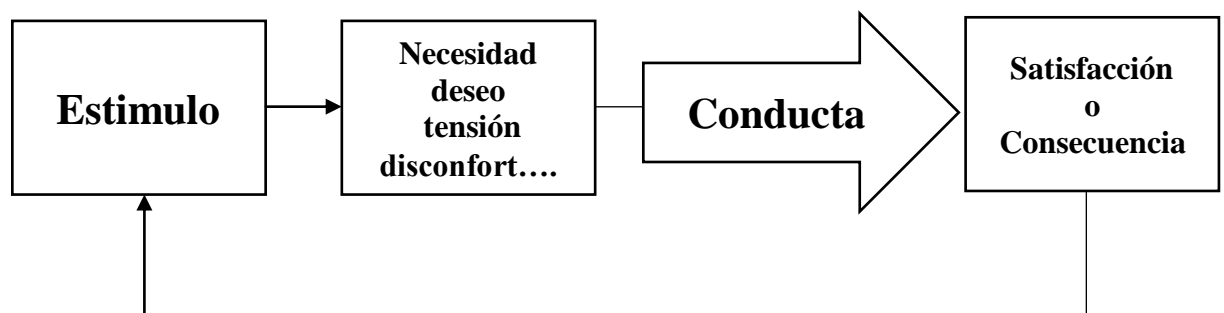 Estimulo
Necesidad
deseo
tensión
disconfort….
Conducta
Satisfacción
o
Consecuencia